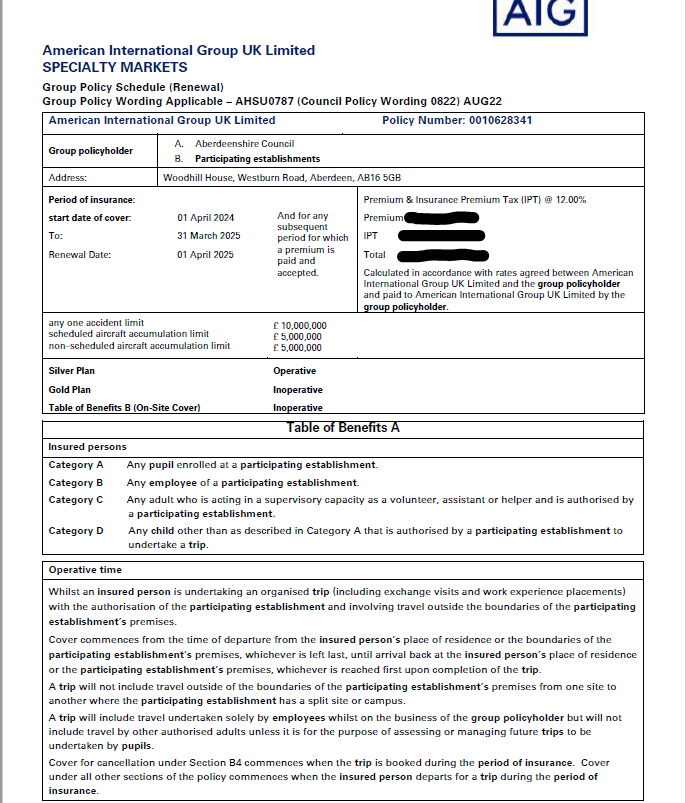 AIG
American International Group UK Limited
SPECIALTY MARKETS
Group Policy Schedule (Renewal)
Group Policy Wording Applicable – AHSU0787 (Council Policy Wording 0822) AUG22
American International Group UK Limited Policy Number: 0010628341
Group policyholder
A. Aberdeenshire Council
B. Participating establishments
Address: Woodhill House, Westburn Road, Aberdeen, AB16 5GB
Period of insurance:
start date of cover: 01 April 2024
To: 31 March 2025
Renewal Date: 01 April 2025
And for any
subsequent
period for which
a premium is
paid and
accepted.
Premium & Insurance Premium Tax (IPT) @ 12.00%
Premium
IPT
Total
Calculated in accordance with rates agreed between American
International Group UK Limited and the group policyholder
and paid to American International Group UK Limited by the
group policyholder.
any one accident limit £ 10,000,000
scheduled aircraft accumulation limit £ 5,000,000
non-scheduled aircraft accumulation limit £ 5,000,000
Silver Plan Operative
Gold Plan Inoperative
Table of Benefits B (On-Site Cover) Inoperative
Table of Benefits A
Insured persons
Category A Any pupil enrolled at a participating establishment.
Category B Any employee of a participating establishment.
Category C Any adult who is acting in a supervisory capacity as a volunteer, assistant or helper and is authorised by
a participating establishment.
Category D Any child other than as described in Category A that is authorised by a participating establishment to
undertake a trip.
Operative time
Whilst an insured person is undertaking an organised trip (including exchange visits and work experience placements)
with the authorisation of the participating establishment and involving travel outside the boundaries of the participating
establishment's premises.
Cover commences from the time of departure from the insured person's place of residence or the boundaries of the
participating establishment's premises, whichever is left last, until arrival back at the insured person's place of residence
or the participating establishment's premises, whichever is reached first upon completion of the trip.
A trip will not include travel outside of the boundaries of the participating establishment's premises from one site to
another where the participating establishment has a split site or campus.
A trip will include travel undertaken solely by employees whilst on the business of the group policyholder but will not
include travel by other authorised adults unless it is for the purpose of assessing or managing future trips to be
undertaken by pupils.
Cover for cancellation under Section B4 commences when the trip is booked during the period of insurance. Cover
under all other sections of the policy commences when the insured person departs for a trip during the period of
insurance.